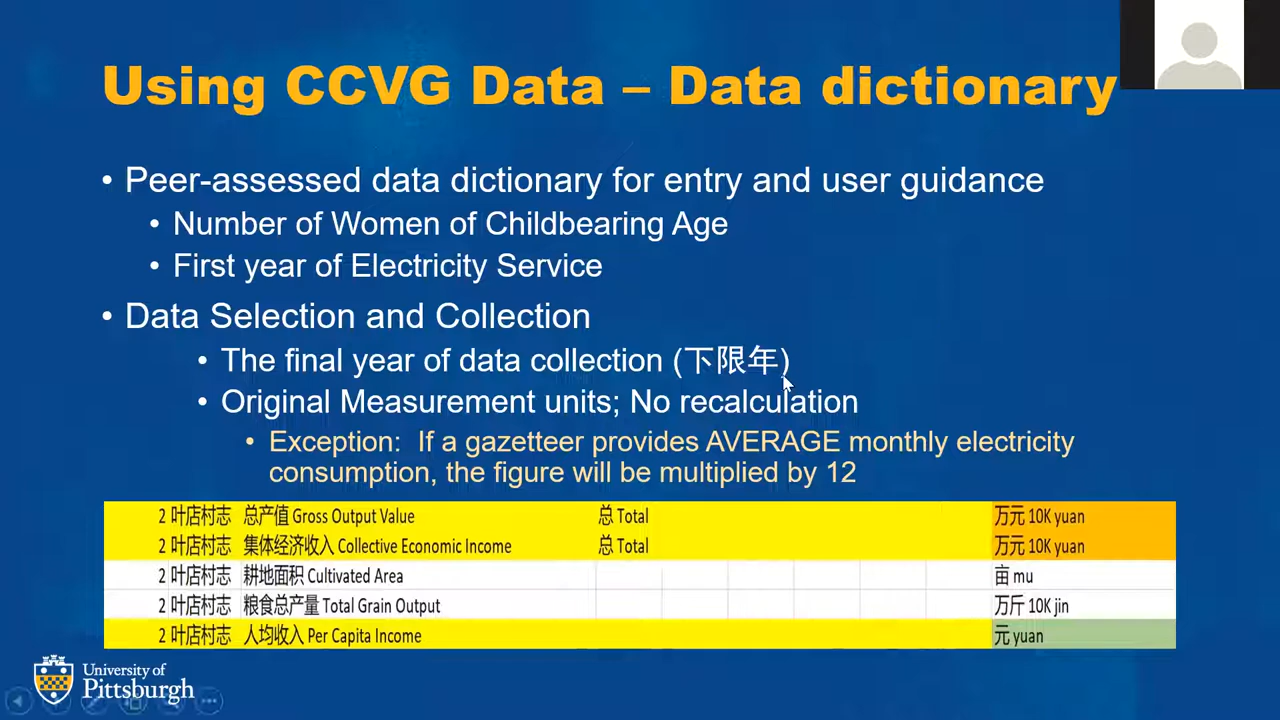 Using CCVG Data – Data dictionary
• Peer-assessed data dictionary for entry and user guidance
• Number of Women of Childbearing Age
• First year of Electricity Service
• Data Selection and Collection
• The final year of data collection (下限年)
• Original Measurement units; No recalculation
• Exception: If a gazetteer provides AVERAGE monthly electricity
consumption, the figure will be multiplied by 12
2 叶店村志 总产值 Gross Output Value 总 Total 万元 10K yuan
2 叶店村志 集体经济收入 Collective Economic Income 总 Total 万元 10K yuan
2 叶店村志 耕地面积 Cultivated Area 亩 mu
2 叶店村志 粮食总产量 Total Grain Output 万斤 10K jin
2 叶店村志 人均收入 Per Capita Income 元 yuan
University of
Pittsburgh